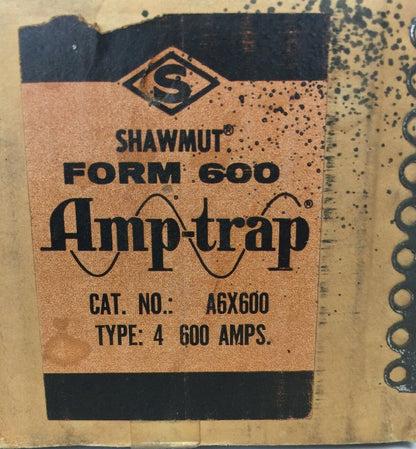 S
SHAWMUT®
FORM 600
Amp-trap®
CAT. NO.: A6X600
TYPE: 4 600 AMPS.